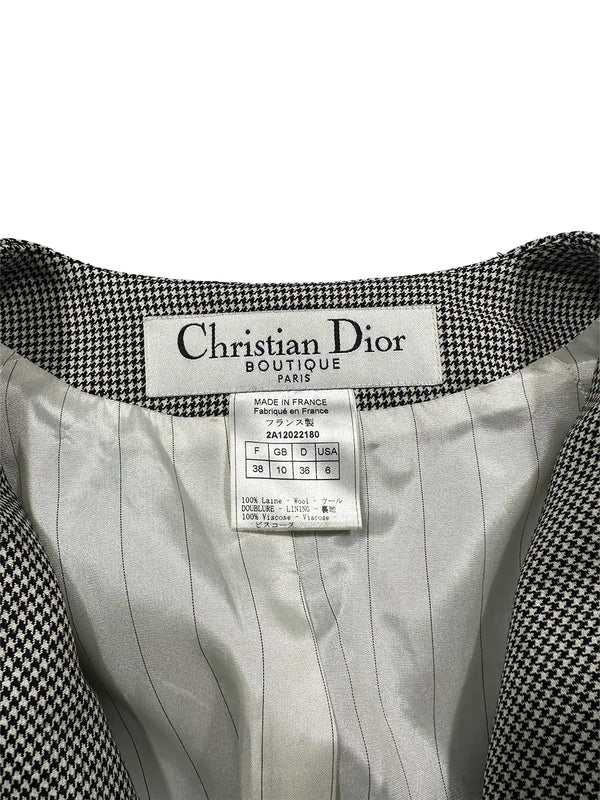 Christian Dior
BOUTIQUE
PARIS
MADE IN FRANCE
Fabriqué en France
フランス製
2A12022180
F GB D USA
38 10 36 6
100% Laine - Wool - ウール
DOUBLURE - LINING - 裏地
100% Viscose - Viscose -
ビスコース